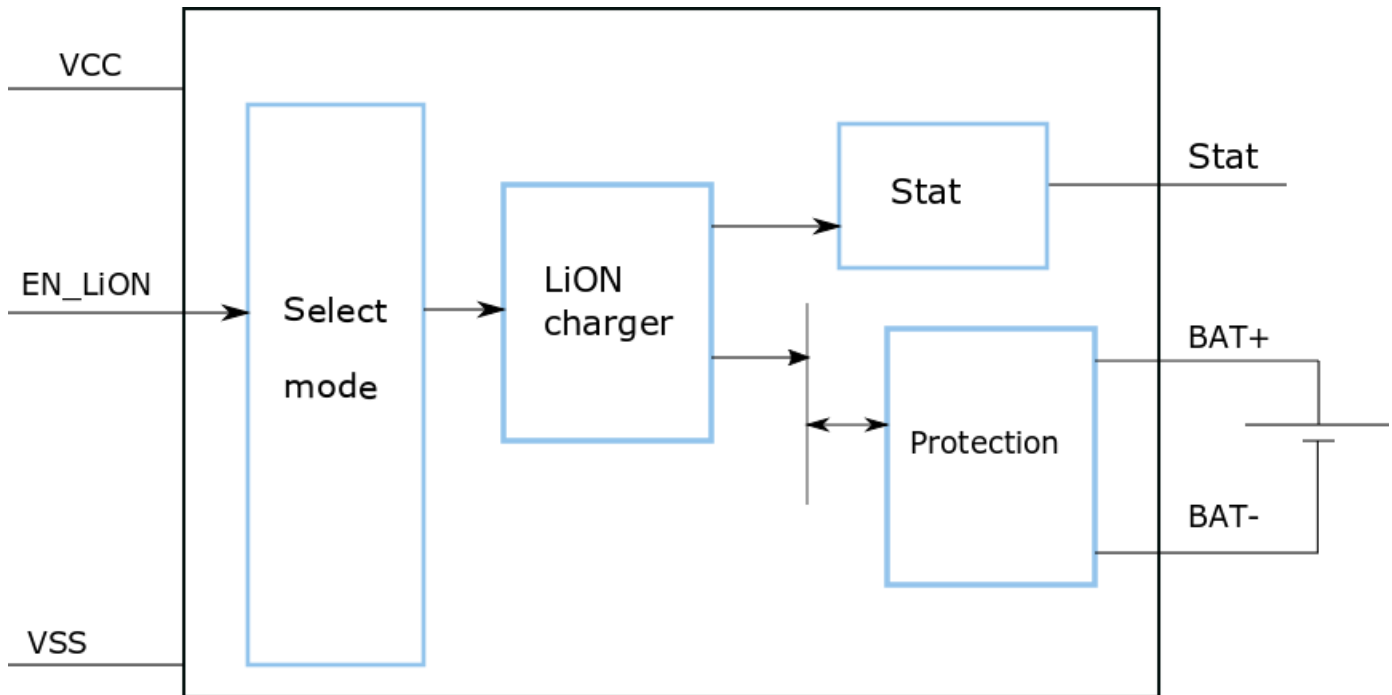 VCC
EN_LiON
VSS
Select
mode
LiON
charger
Stat
Protection
Stat
BAT+
BAT-